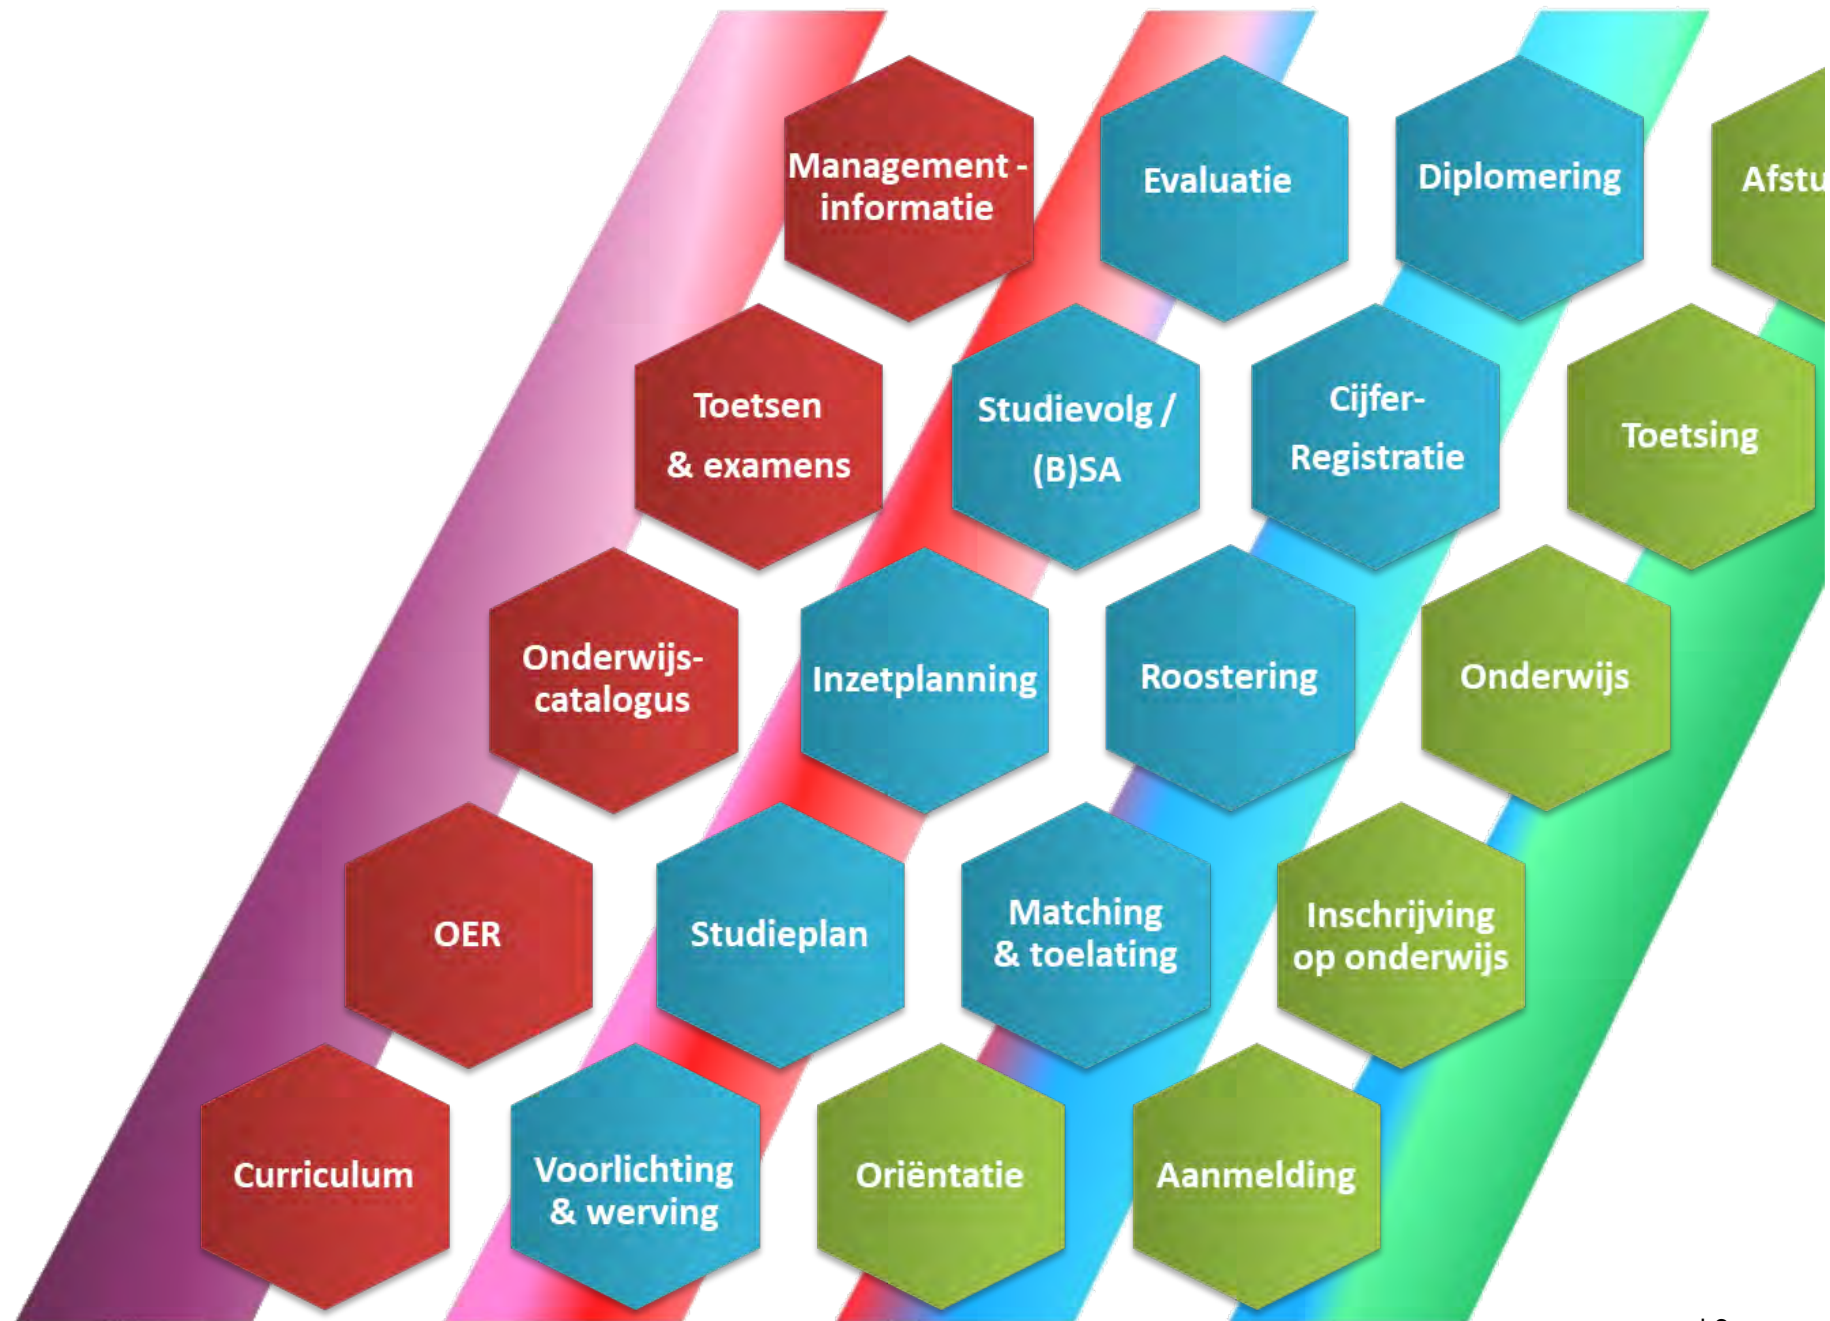 Management -
informatie
Evaluatie
Diplomering
Afstu
Toetsen
& examens
Studievolg /
(B)SA
Cijfer-
Registratie
Toetsing
Onderwijs-
catalogus
Inzetplanning
Roostering
Onderwijs
OER
Studieplan
Matching
& toelating
Inschrijving
op onderwijs
Curriculum
Voorlichting
& werving
Oriëntatie
Aanmelding